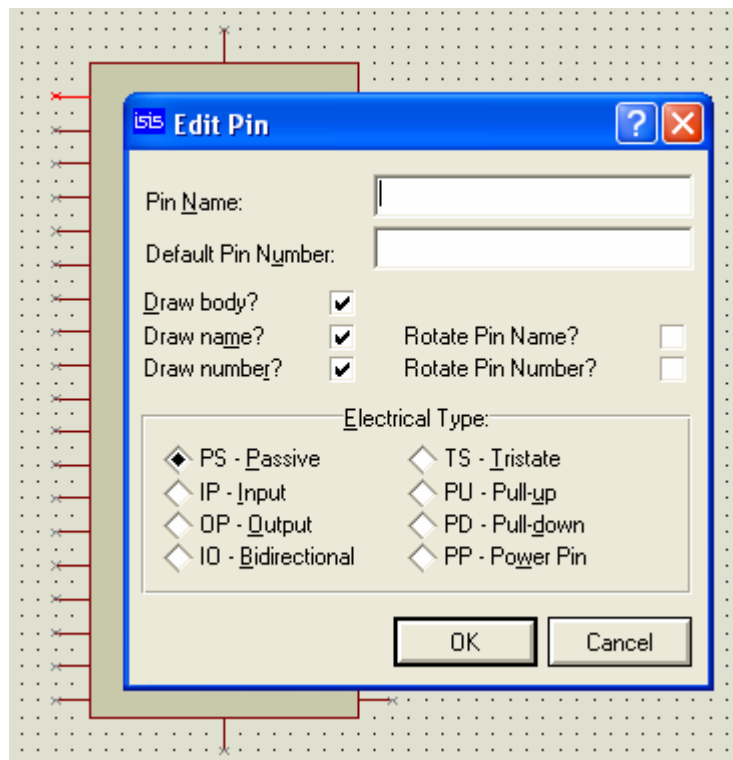 isis Edit Pin
Pin Name:
Default Pin Number:
Draw body?
Draw name? Rotate Pin Name?
Draw number? Rotate Pin Number?
Electrical Type:
PS - Passive TS - Tristate
IP - Input PU - Pull-up
OP - Output PD - Pull-down
IO - Bidirectional PP - Power Pin
OK Cancel